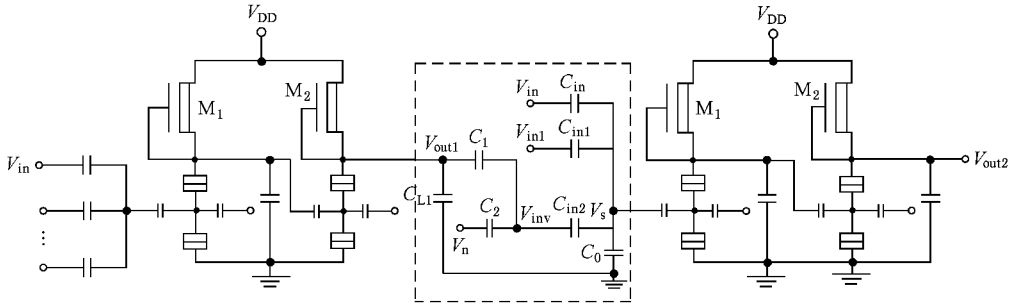 V_DD
V_DD
M_1
M_2
C_in
V_in
M_1
M_2
V_out1
C_1
V_in1
C_in1
V_in
V_out2
C_L1
C_2
V_inv
C_in2
V_s
V_n
C_0
⋮